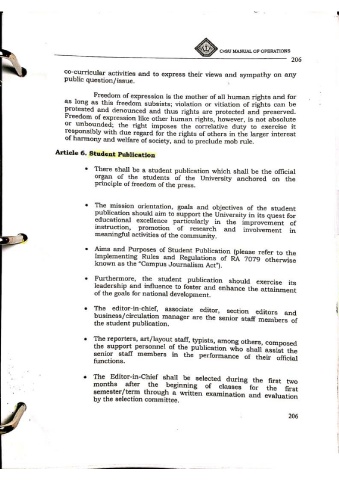 CNSU MANUAL OF OPERATIONS
206
co-curricular activities and to express their views and sympathy on any
public question/issue.
Freedom of expression is the mother of all human rights and for
as long as this freedom subsists; violation or vitiation of rights can be
protested and denounced and thus rights are protected and preserved.
Freedom of expression like other human rights, however, is not absolute
or unbounded; the right imposes the correlative duty to exercise it
responsibly with due regard for the rights of others in the larger interest
of harmony and welfare of society, and to preclude mob rule.
Article 6. Student Publication
• There shall be a student publication which shall be the official
organ of the students of the University anchored on the
principle of freedom of the press.
• The mission orientation, goals and objectives of the student
publication should aim to support the University in its quest for
educational excellence particularly in the improvement of
instruction, promotion of research and involvement in
meaningful activities of the community.
• Aims and Purposes of Student Publication (please refer to the
Implementing Rules and Regulations of RA 7079 otherwise
known as the "Campus Journalism Act").
• Furthermore, the student publication should exercise its
leadership and influence to foster and enhance the attainment
of the goals for national development.
• The editor-in-chief, associate editor, section editors and
business/circulation manager are the senior staff members of
the student publication.
• The reporters, art/layout staff, typists, among others, composed
the support personnel of the publication who shall assist the
senior staff members in the performance of their official
functions.
• The Editor-in-Chief shall be selected during the first two
months after the beginning of classes for the first
semester/term through a written examination and evaluation
by the selection committee.
206